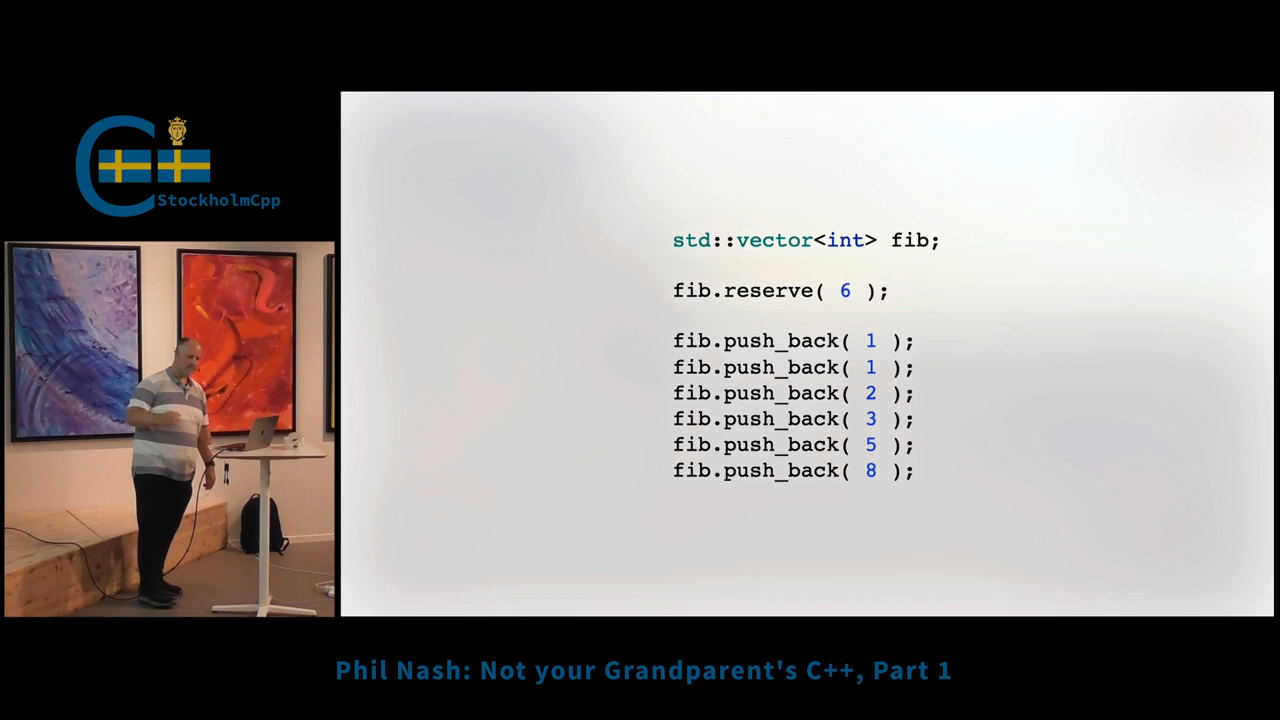 StockholmCpp
std::vector<int> fib;
fib.reserve( 6 );
fib.push_back( 1 );
fib.push_back( 1 );
fib.push_back( 2 );
fib.push_back( 3 );
fib.push_back( 5 );
fib.push_back( 8 );
Phil Nash: Not your Grandparent's C++, Part 1